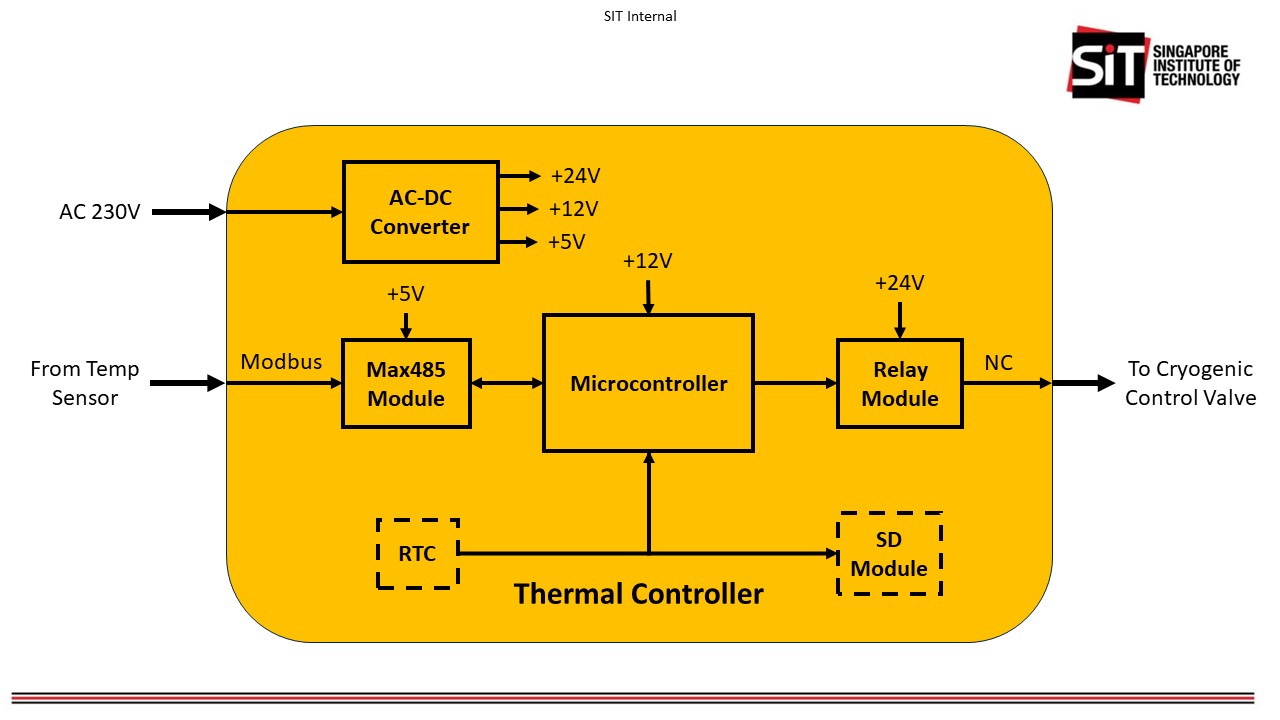 SIT Internal
SiT
SINGAPORE
INSTITUTE OF
TECHNOLOGY
AC 230V
AC-DC
Converter
+24V
+12V
+5V
+12V
+5V
+24V
From Temp
Sensor
Modbus
Max485
Module
Microcontroller
Relay
Module
NC
To Cryogenic
Control Valve
RTC
SD
Module
Thermal Controller